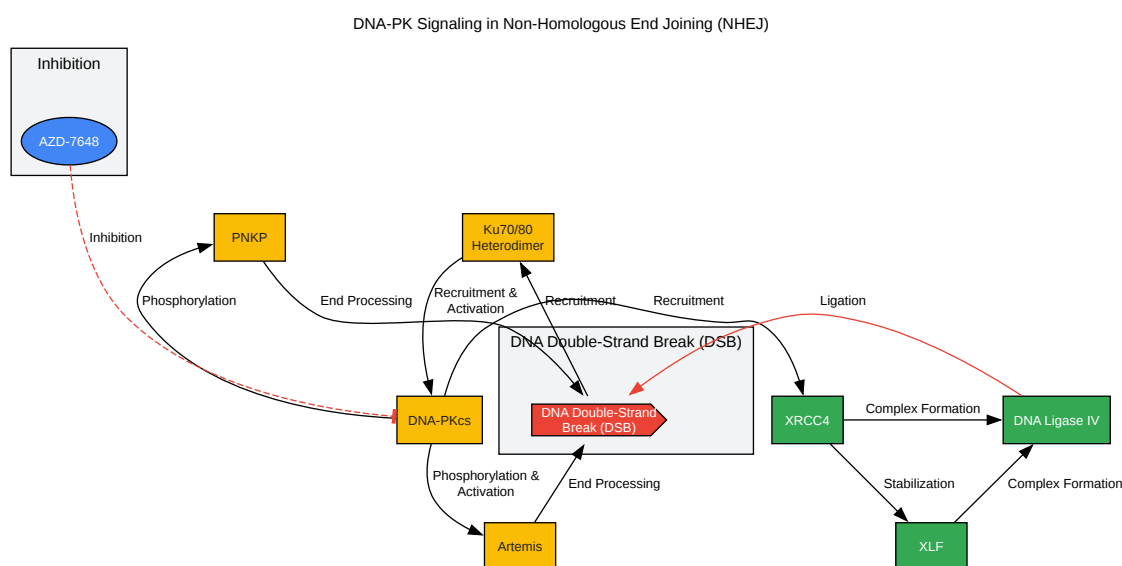 DNA-PK Signaling in Non-Homologous End Joining (NHEJ)
Inhibition
AZD-7648
Inhibition
PNKP
Ku70/80
Heterodimer
Phosphorylation
End Processing
Recruitment &
Activation
Recruitment
Recruitment
Ligation
DNA Double-Strand Break (DSB)
DNA-PKcs
DNA Double-Strand
Break (DSB)
XRCC4
Complex Formation
DNA Ligase IV
Phosphorylation &
Activation
End Processing
Stabilization
Complex Formation
Artemis
XLF